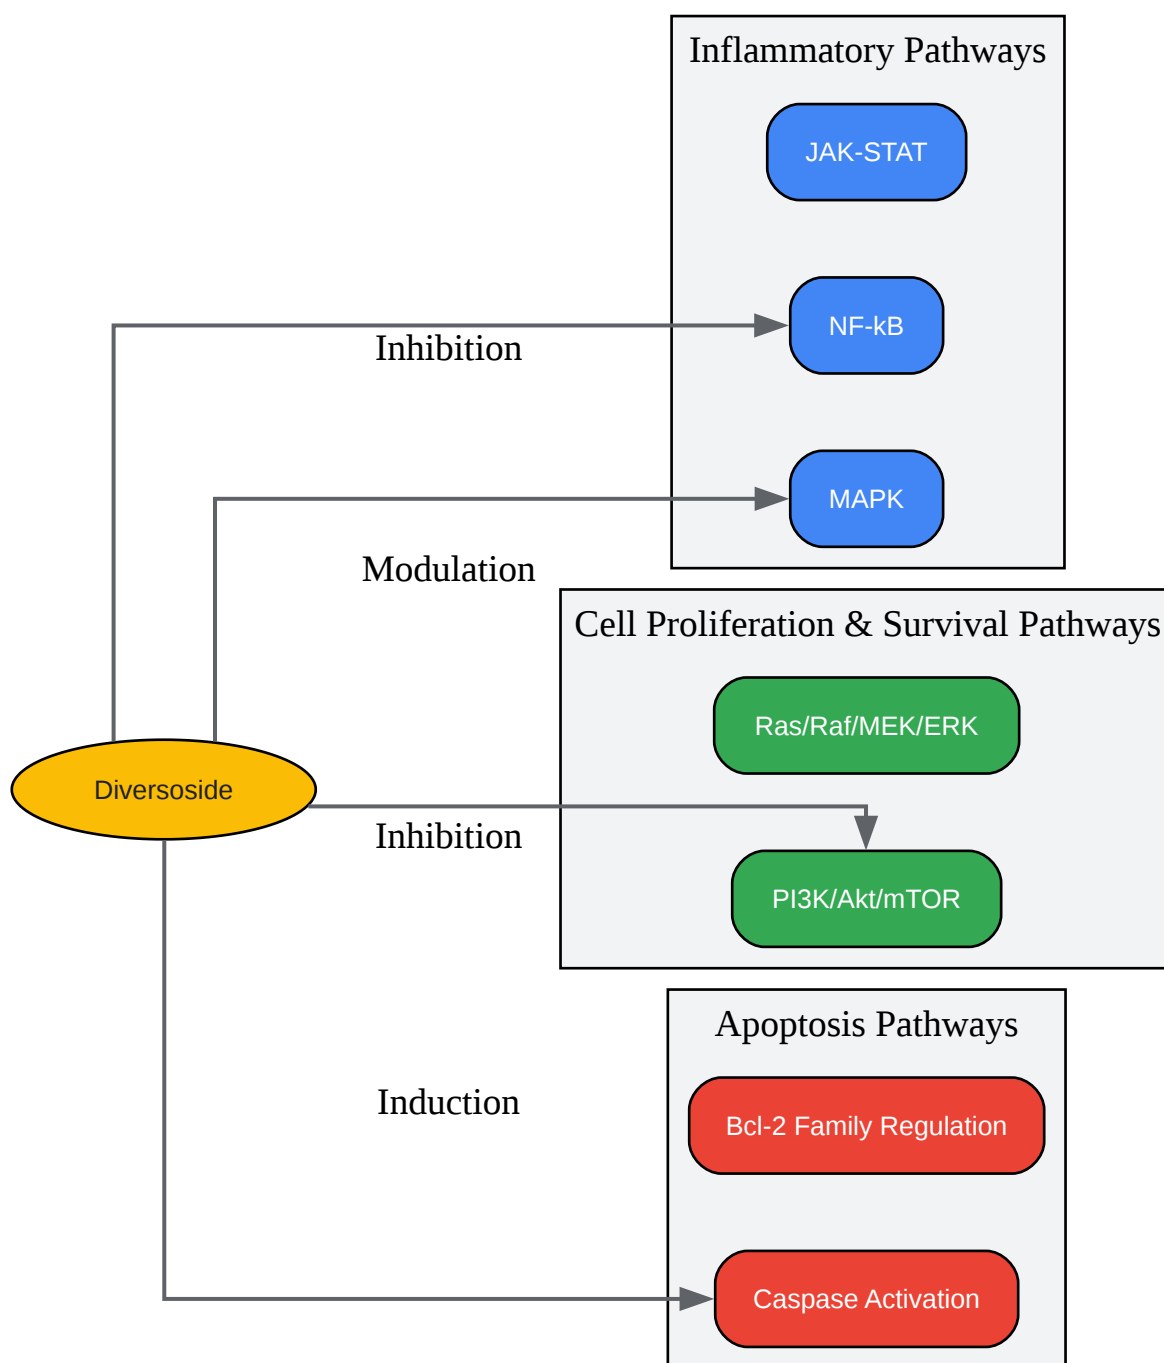 Inflammatory Pathways
JAK-STAT
NF-kB
Inhibition
MAPK
Modulation
Cell Proliferation & Survival Pathways
Ras/Raf/MEK/ERK
Diversoside
Inhibition
PI3K/Akt/mTOR
Apoptosis Pathways
Induction
Bcl-2 Family Regulation
Caspase Activation